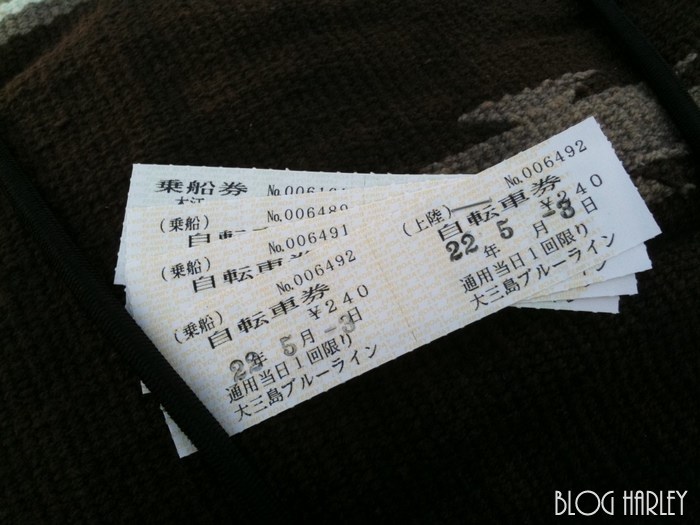 乗船券 No.
(乗船) No.006489
自転車
(乗船) No.006491
自転車券
No.006492
(乗船)
自転車券
¥240
22年 5月-3日
通用当日1回限り
大三島ブルーライン
No.006492
(上陸)
自転車券
¥240
22年 5月-3日
通用当日1回限り
大三島ブルーライン
BLOG HARLEY